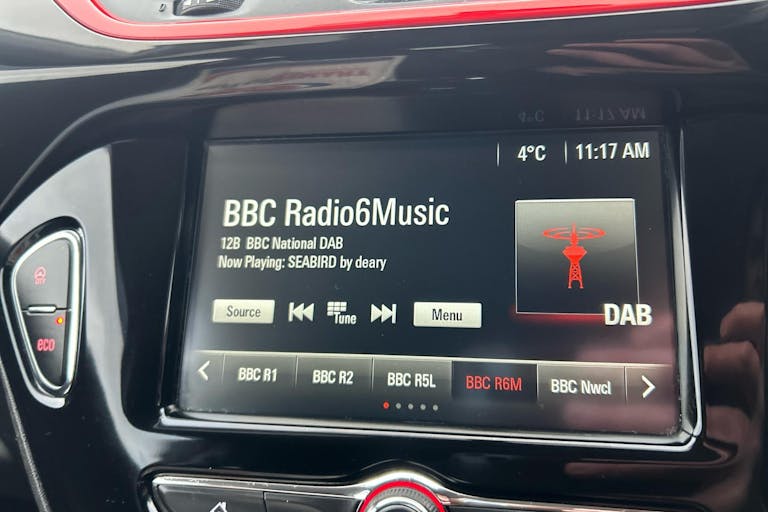 4°C 11:17 AM
BBC Radio6Music
12B BBC National DAB
Now Playing: SEABIRD by deary
DAB
Source Tune Menu
BBC R1 BBC R2 BBC R5L BBC R6M BBC Nwcl
CITY
eco